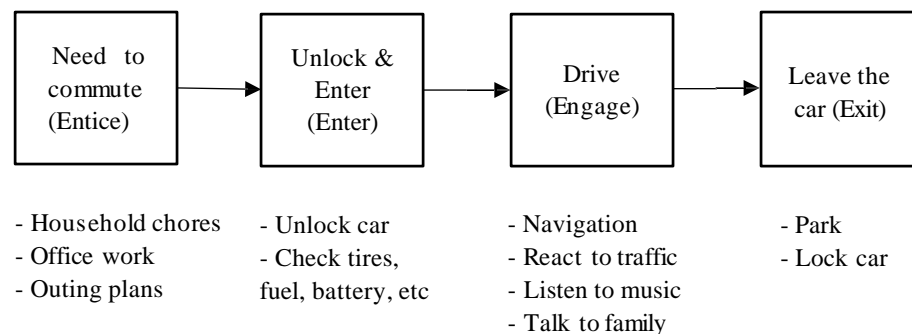 Need to
commute
(Entice)
Unlock &
Enter
(Enter)
Drive
(Engage)
Leave the
car (Exit)
- Household chores
- Office work
- Outing plans
- Unlock car
- Check tires,
fuel, battery, etc
- Navigation
- React to traffic
- Listen to music
- Talk to family
- Park
- Lock car